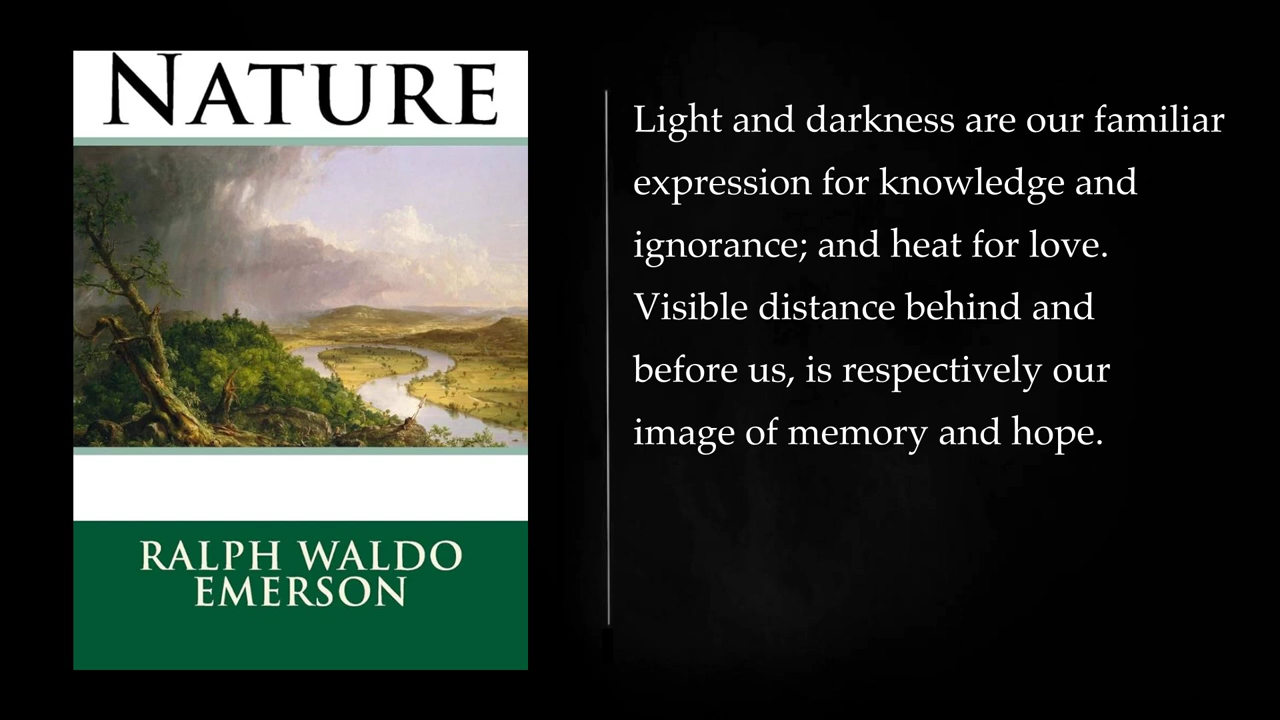 NATURE
RALPH WALDO
EMERSON
Light and darkness are our familiar
expression for knowledge and
ignorance; and heat for love.
Visible distance behind and
before us, is respectively our
image of memory and hope.